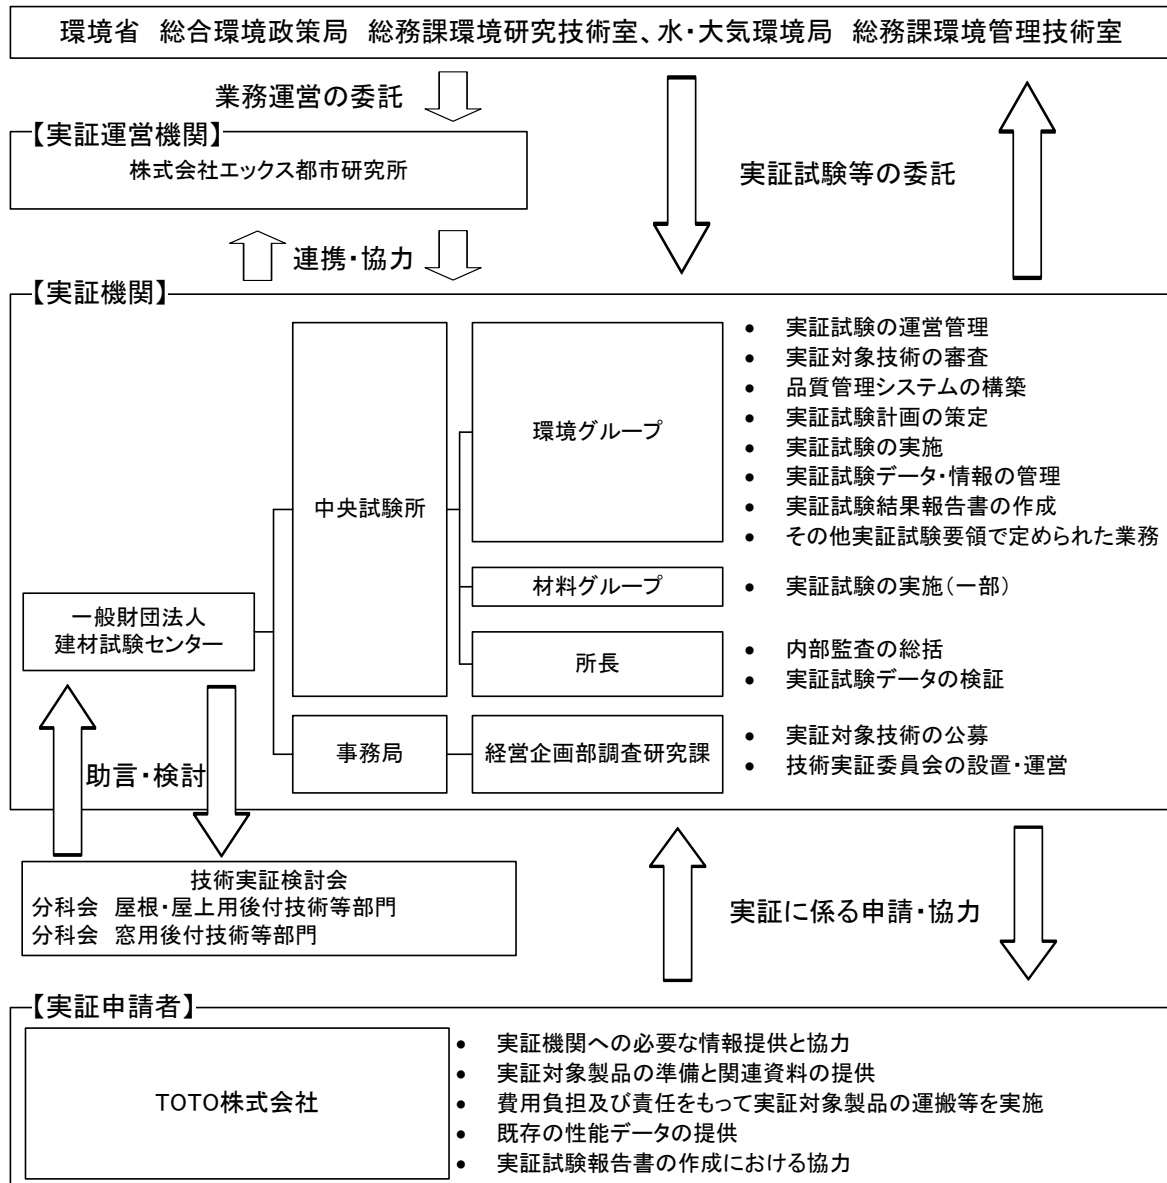 環境省　総合環境政策局　総務課環境研究技術室、水・大気環境局　総務課環境管理技術室
業務運営の委託
【実証運営機関】
株式会社エックス都市研究所
実証試験等の委託
連携・協力
【実証機関】
一般財団法人
建材試験センター
中央試験所
環境グループ
• 実証試験の運営管理
• 実証対象技術の審査
• 品質管理システムの構築
• 実証試験計画の策定
• 実証試験の実施
• 実証試験データ・情報の管理
• 実証試験結果報告書の作成
• その他実証試験要領で定められた業務
材料グループ
• 実証試験の実施（一部）
所長
• 内部監査の総括
• 実証試験データの検証
事務局
経営企画部調査研究課
• 実証対象技術の公募
• 技術実証委員会の設置・運営
助言・検討
技術実証検討会
分科会　屋根・屋上用後付技術等部門
分科会　窓用後付技術等部門
実証に係る申請・協力
【実証申請者】
TOTO株式会社
• 実証機関への必要な情報提供と協力
• 実証対象製品の準備と関連資料の提供
• 費用負担及び責任をもって実証対象製品の運搬等を実施
• 既存の性能データの提供
• 実証試験報告書の作成における協力